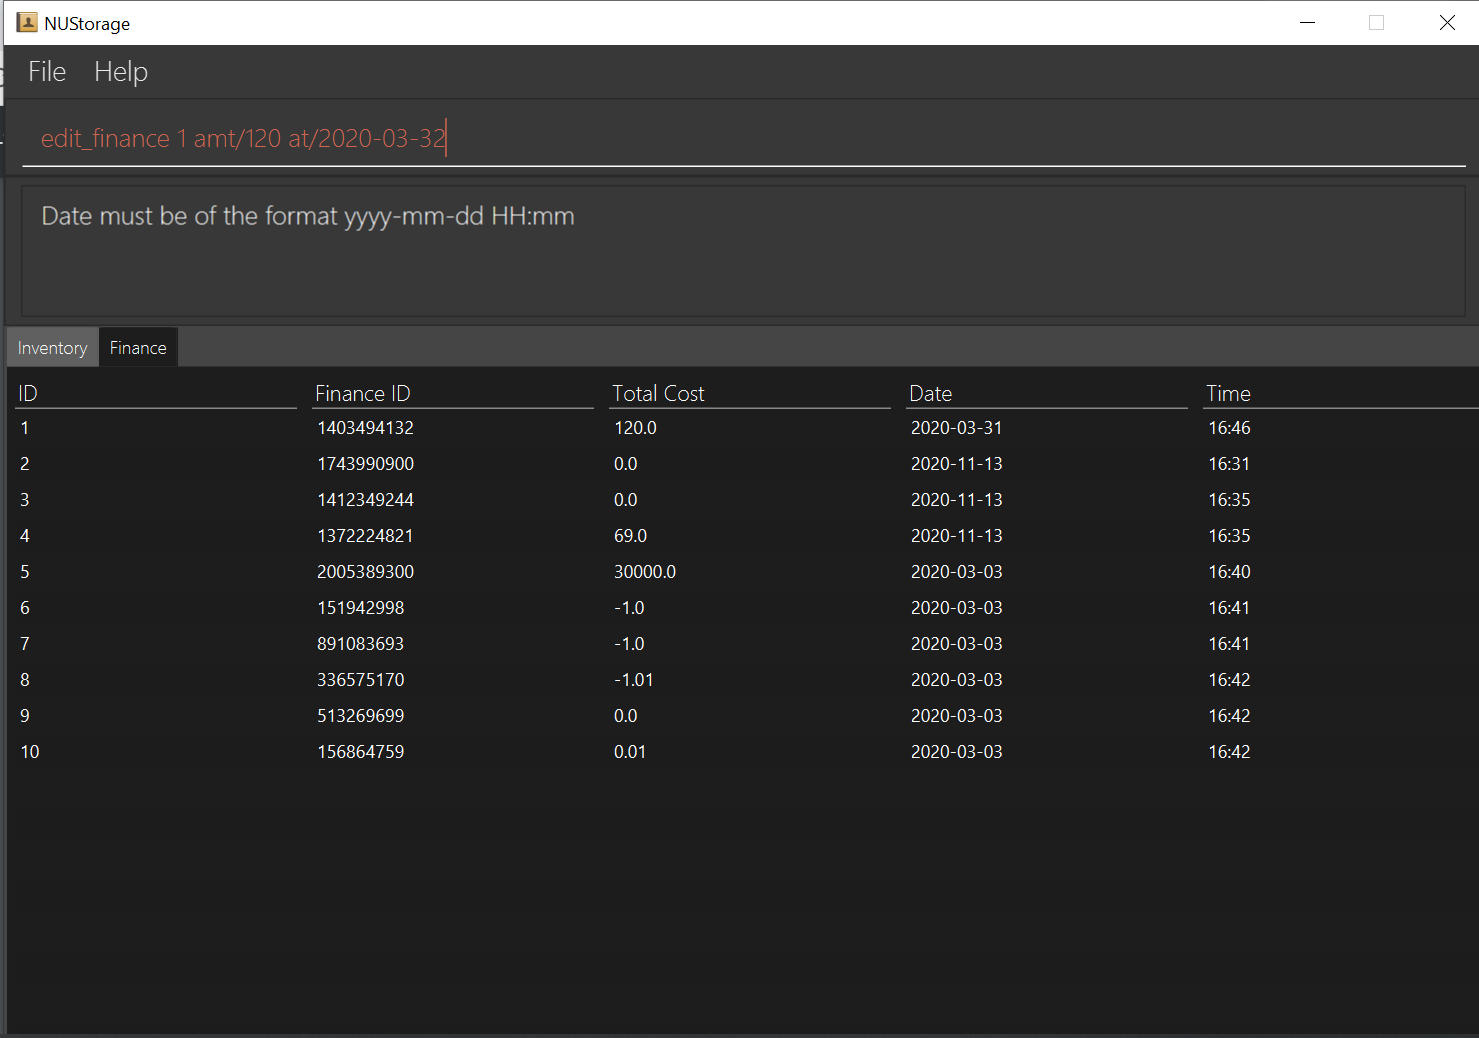 NUStorage
File Help
edit_finance 1 amt/120 at/2020-03-32
Date must be of the format yyyy-mm-dd HH:mm
Inventory Finance
ID Finance ID Total Cost Date Time
1 1403494132 120.0 2020-03-31 16:46
2 1743990900 0.0 2020-11-13 16:31
3 1412349244 0.0 2020-11-13 16:35
4 1372224821 69.0 2020-11-13 16:35
5 2005389300 30000.0 2020-03-03 16:40
6 151942998 -1.0 2020-03-03 16:41
7 891083693 -1.0 2020-03-03 16:41
8 336575170 -1.01 2020-03-03 16:42
9 513269699 0.0 2020-03-03 16:42
10 156864759 0.01 2020-03-03 16:42